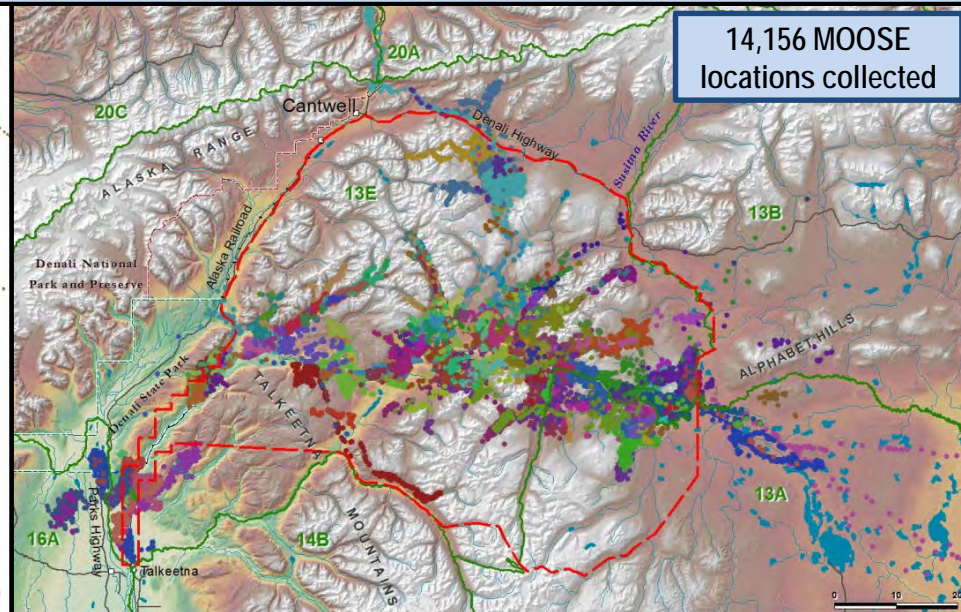 14,156 MOOSE
locations collected
20A
20C
Cantwell
Denali Highway
Susitna River
ALASKA RANGE
13E
13B
Alaska Railroad
Denali National
Park and Preserve
ALPHABET HILLS
Denali State Park
TALKEETNA
MOUNTAINS
13A
16A
Parks Highway
14B
Talkeetna
0